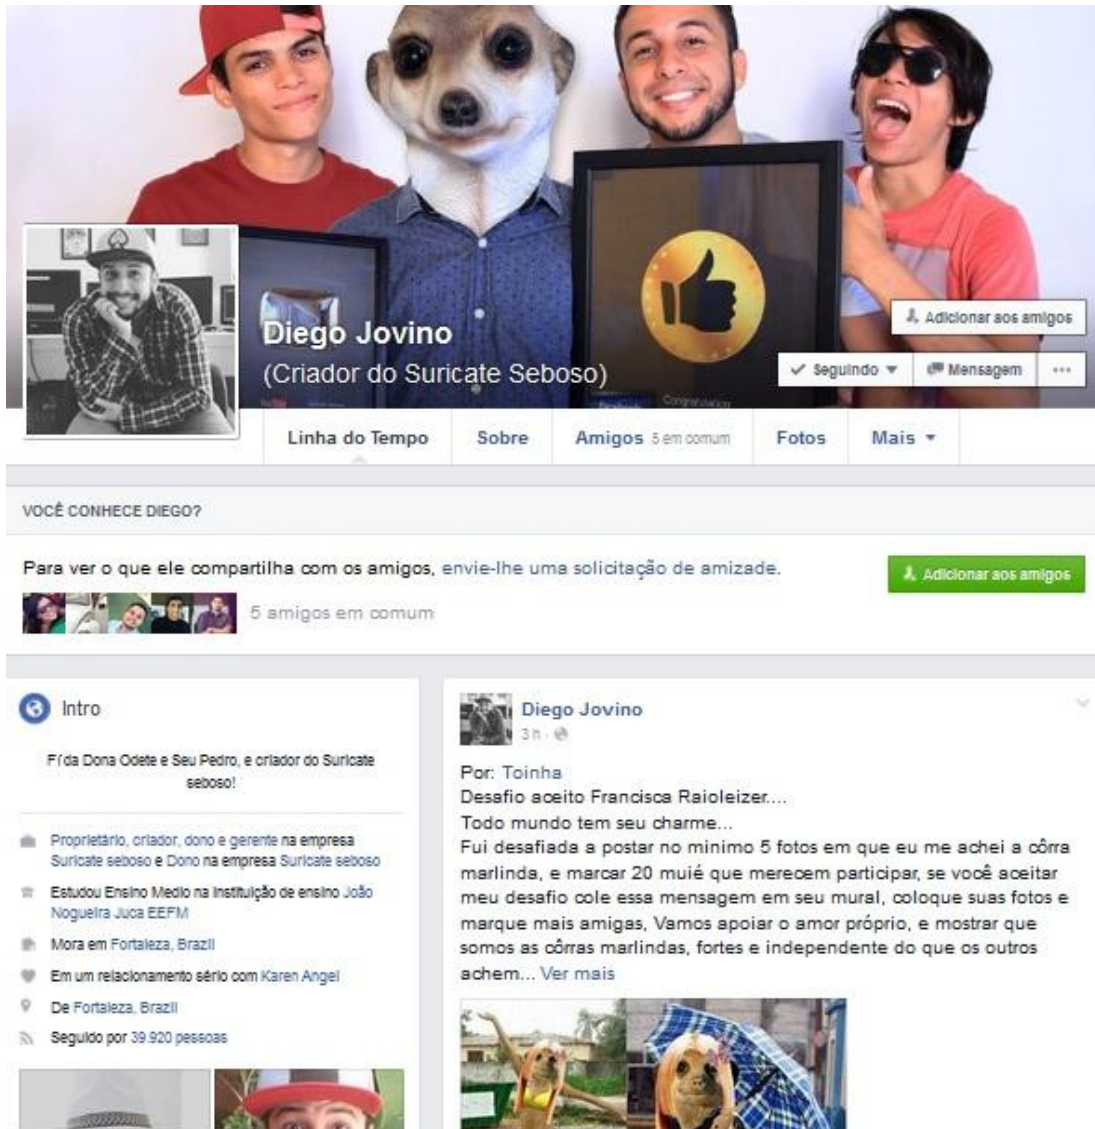 Diego Jovino
(Criador do Suricate Seboso)
Adicionar aos amigos
Seguindo
Mensagem
Linha do Tempo
Sobre
Amigos 5 em comum
Fotos
Mais
VOCÊ CONHECE DIEGO?
Para ver o que ele compartilha com os amigos, envie-lhe uma solicitação de amizade.
Adicionar aos amigos
5 amigos em comum
Intro
Fí da Dona Odete e Seu Pedro, e criador do Suricate
seboso!
Proprietário, criador, dono e gerente na empresa
Suricate seboso e Dono na empresa Suricate seboso
Estudou Ensino Medio na instituição de ensino João
Nogueira Juca EEFM
Mora em Fortaleza, Brazil
Em um relacionamento sério com Karen Angel
De Fortaleza, Brazil
Seguido por 39.920 pessoas
Diego Jovino
3 h ·
Por: Toinha
Desafio aceito Francisca Raioleizer....
Todo mundo tem seu charme...
Fui desafiada a postar no minimo 5 fotos em que eu me achei a côrra
marlinda, e marcar 20 muié que merecem participar, se você aceitar
meu desafio cole essa mensagem em seu mural, coloque suas fotos e
marque mais amigas, Vamos apoiar o amor próprio, e mostrar que
somos as côrras marlindas, fortes e independente do que os outros
achem... Ver mais